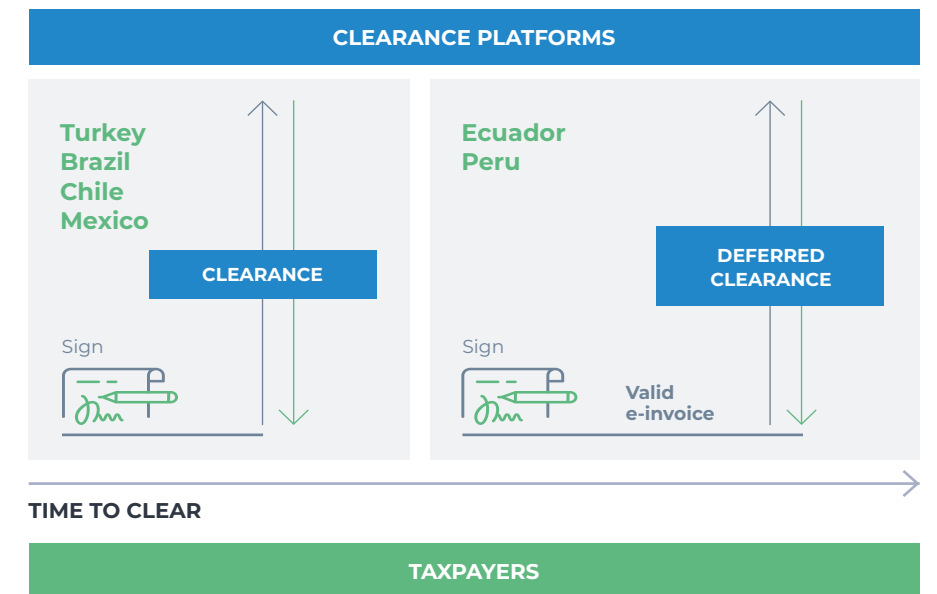 CLEARANCE PLATFORMS
Turkey
Brazil
Chile
Mexico
CLEARANCE
Sign
Ecuador
Peru
DEFERRED
CLEARANCE
Sign
Valid
e-invoice
TIME TO CLEAR
TAXPAYERS